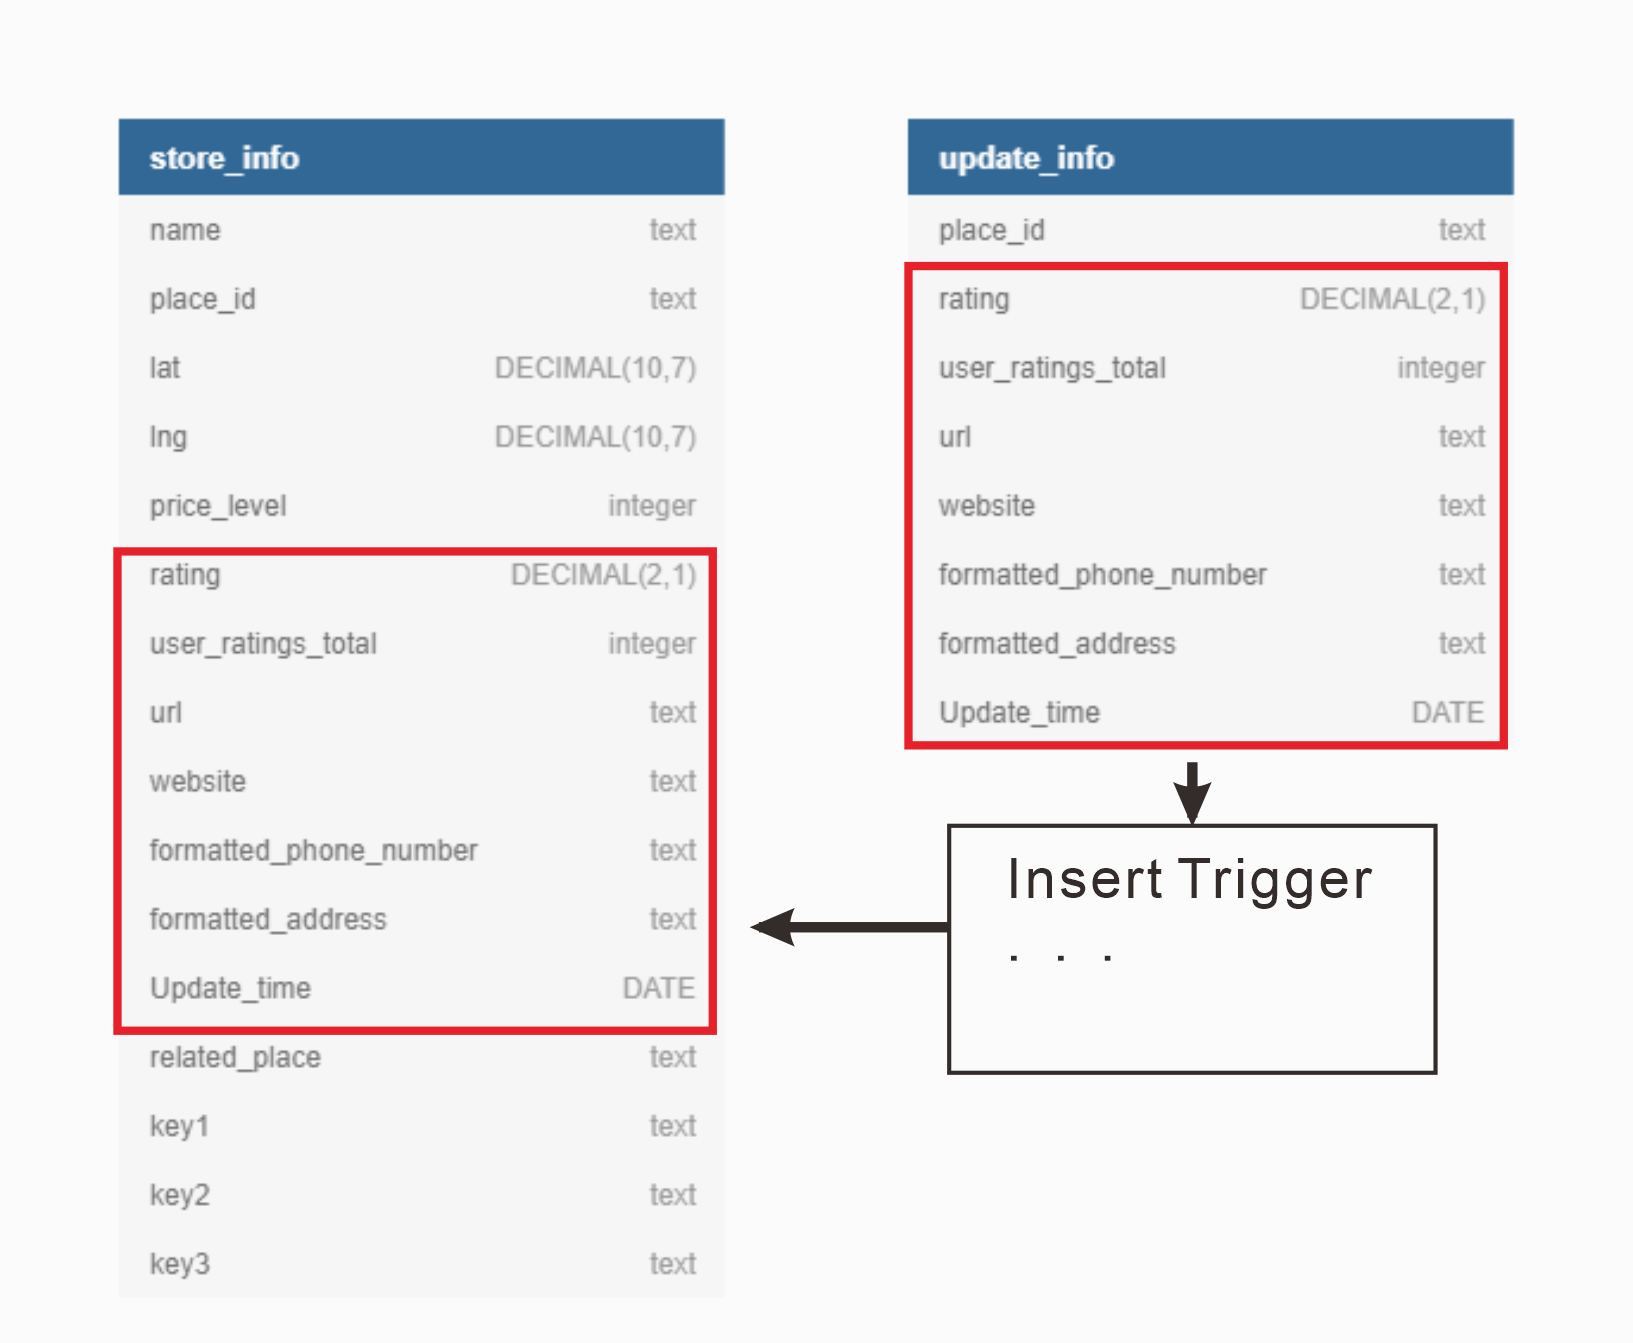 store_info
name text
place_id text
lat DECIMAL(10,7)
lng DECIMAL(10,7)
price_level integer
rating DECIMAL(2,1)
user_ratings_total integer
url text
website text
formatted_phone_number text
formatted_address text
Update_time DATE
related_place text
key1 text
key2 text
key3 text
update_info
place_id text
rating DECIMAL(2,1)
user_ratings_total integer
url text
website text
formatted_phone_number text
formatted_address text
Update_time DATE
Insert Trigger
. . .